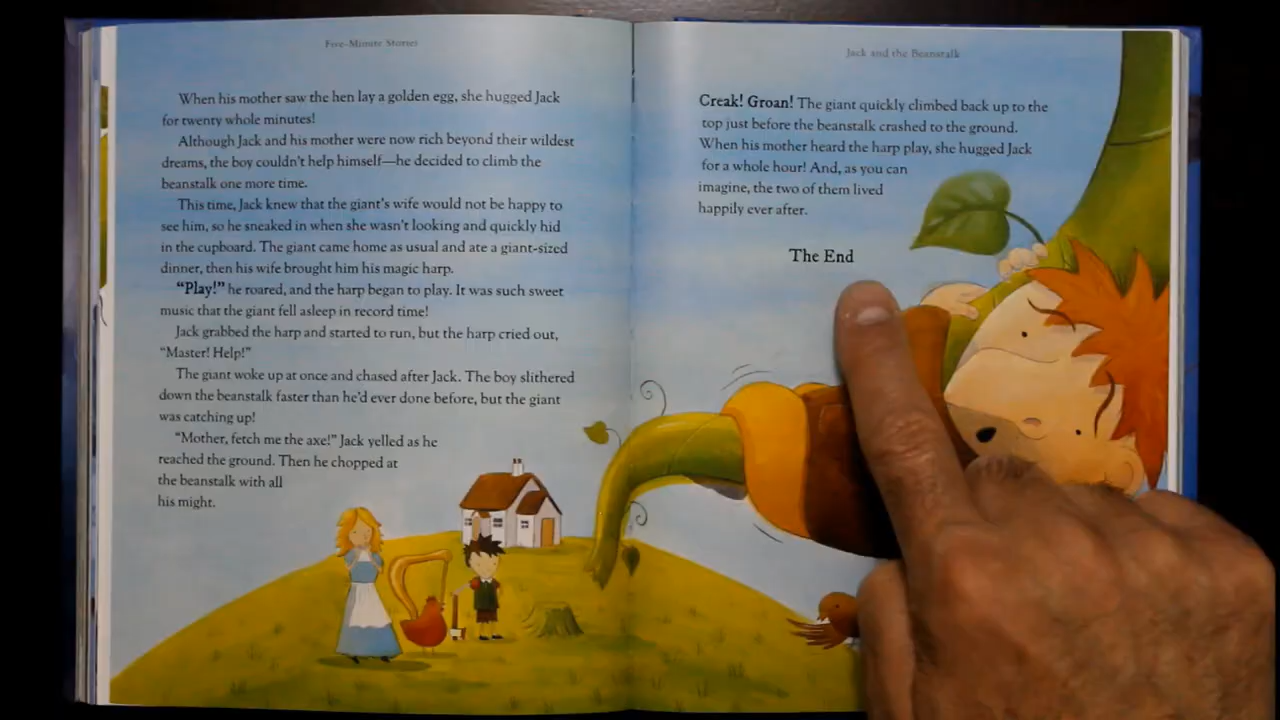 Five-Minute Stories
When his mother saw the hen lay a golden egg, she hugged Jack
for twenty whole minutes!
Although Jack and his mother were now rich beyond their wildest
dreams, the boy couldn't help himself—he decided to climb the
beanstalk one more time.
This time, Jack knew that the giant's wife would not be happy to
see him, so he sneaked in when she wasn't looking and quickly hid
in the cupboard. The giant came home as usual and ate a giant-sized
dinner, then his wife brought him his magic harp.
"Play!" he roared, and the harp began to play. It was such sweet
music that the giant fell asleep in record time!
Jack grabbed the harp and started to run, but the harp cried out,
"Master! Help!"
The giant woke up at once and chased after Jack. The boy slithered
down the beanstalk faster than he'd ever done before, but the giant
was catching up!
"Mother, fetch me the axe!" Jack yelled as he
reached the ground. Then he chopped at
the beanstalk with all
his might.
Jack and the Beanstalk
Creak! Groan! The giant quickly climbed back up to the
top just before the beanstalk crashed to the ground.
When his mother heard the harp play, she hugged Jack
for a whole hour! And, as you can
imagine, the two of them lived
happily ever after.
The End